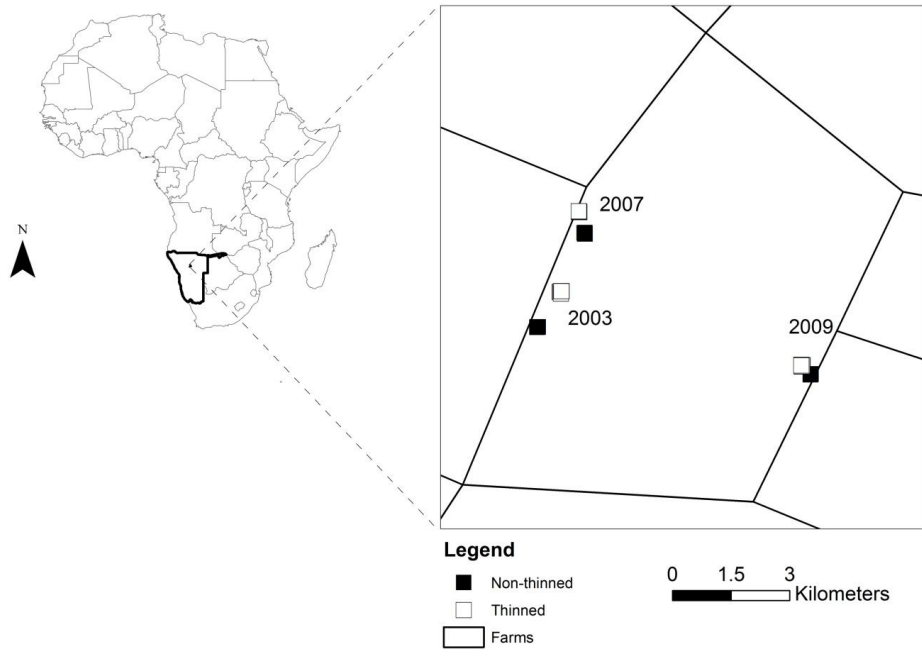 N
2007
2003
2009
Legend
Non-thinned
Thinned
Farms
0 1.5 3
Kilometers